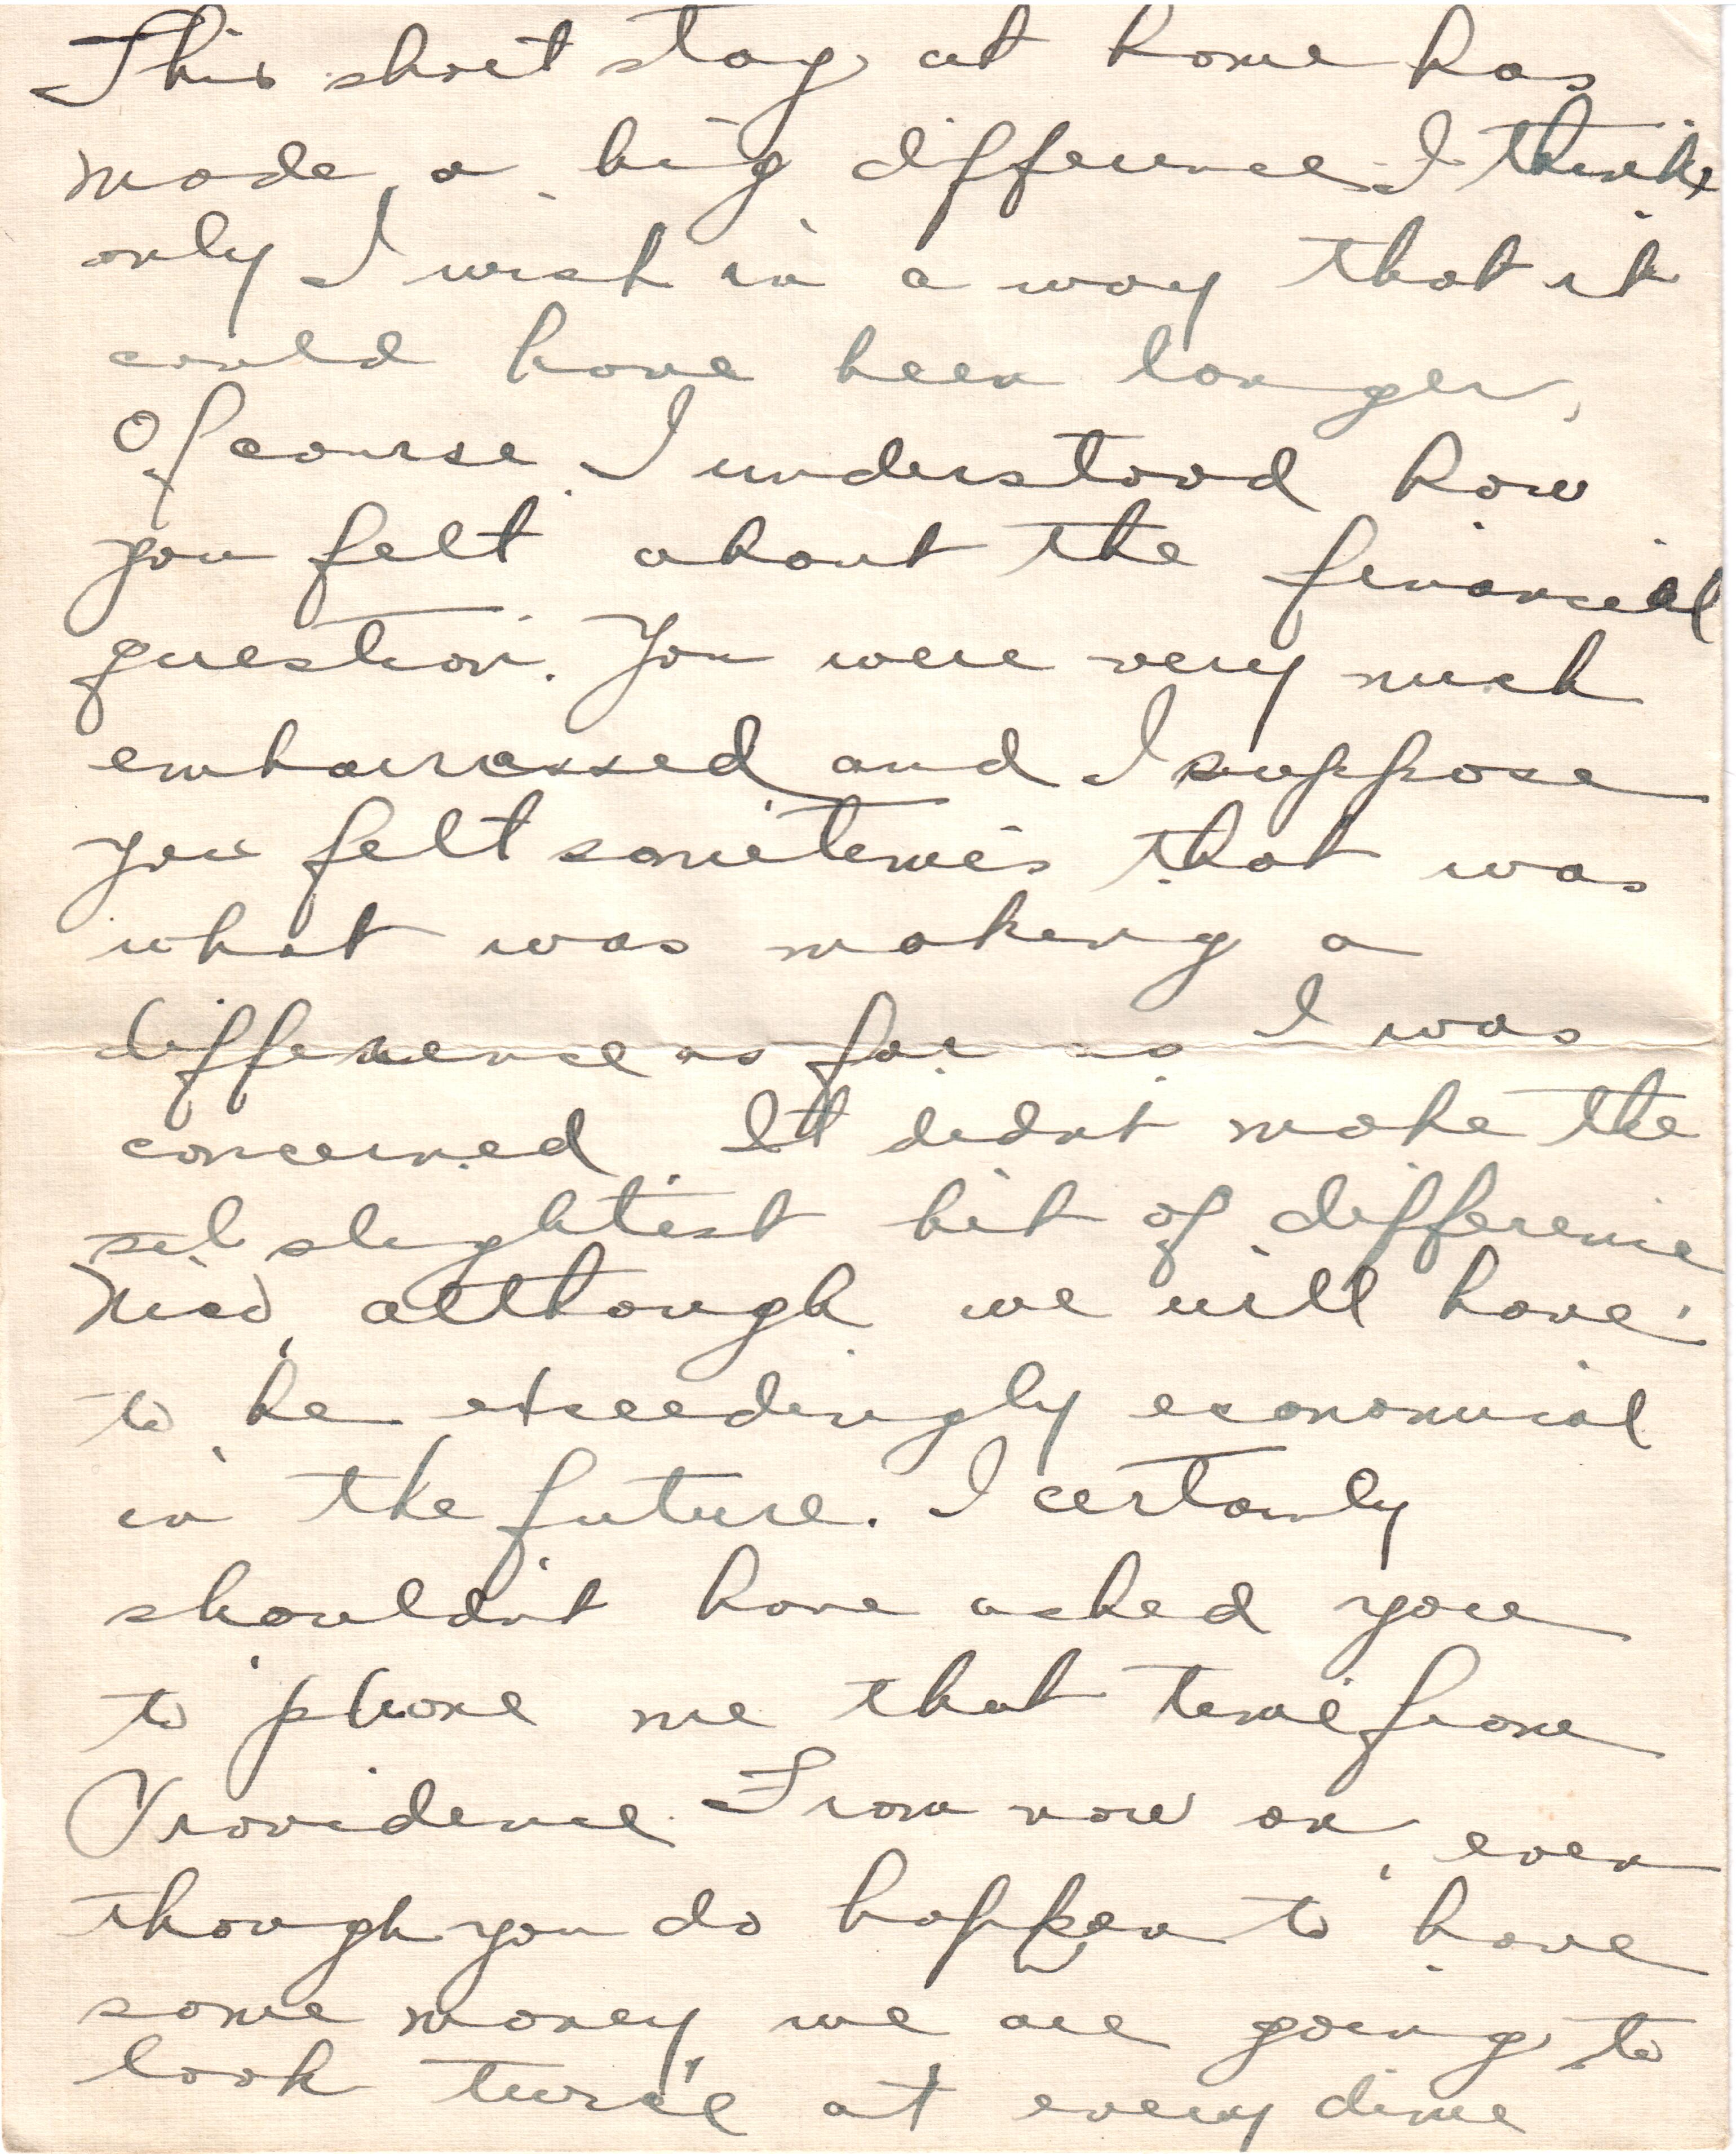 This short stay at home has
made a big difference I think
only I wish in a way that it
could have been longer,
Of course I understood how
you felt about the financial
question. You were very much
embarrassed and I suppose
you felt sometimes that was
what was making a
difference as far as I was
concerned. It didn't make the
sel slightest bit of difference
Mid, although we will have
to be exceedingly economical
in the future. I certainly
shouldn't have asked you
to phone me that time from
Providence. From now on, even
though you do happen to have
some money, we are going to
look twice at every dime